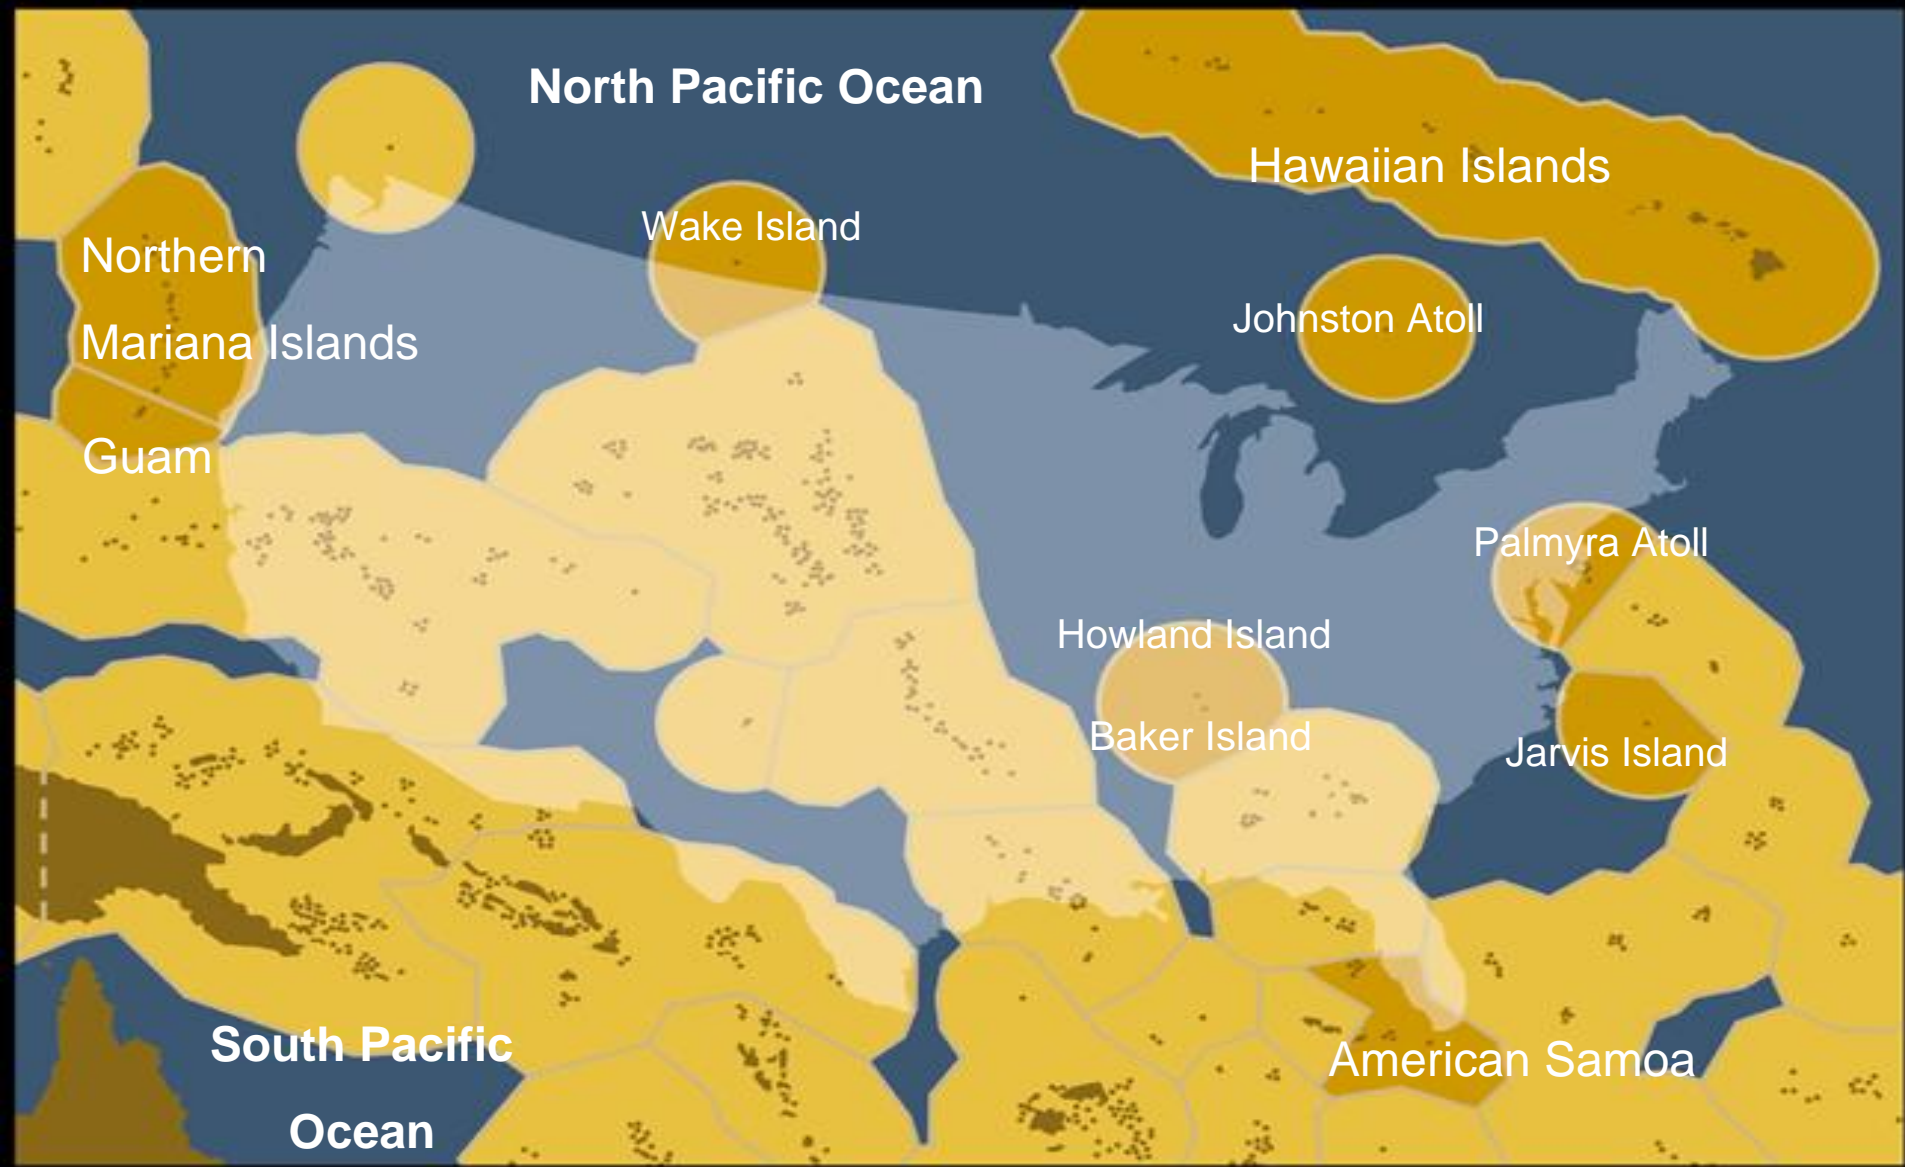 North Pacific Ocean
Hawaiian Islands
Wake Island
Northern
Mariana Islands
Johnston Atoll
Guam
Palmyra Atoll
Howland Island
Baker Island
Jarvis Island
South Pacific
Ocean
American Samoa